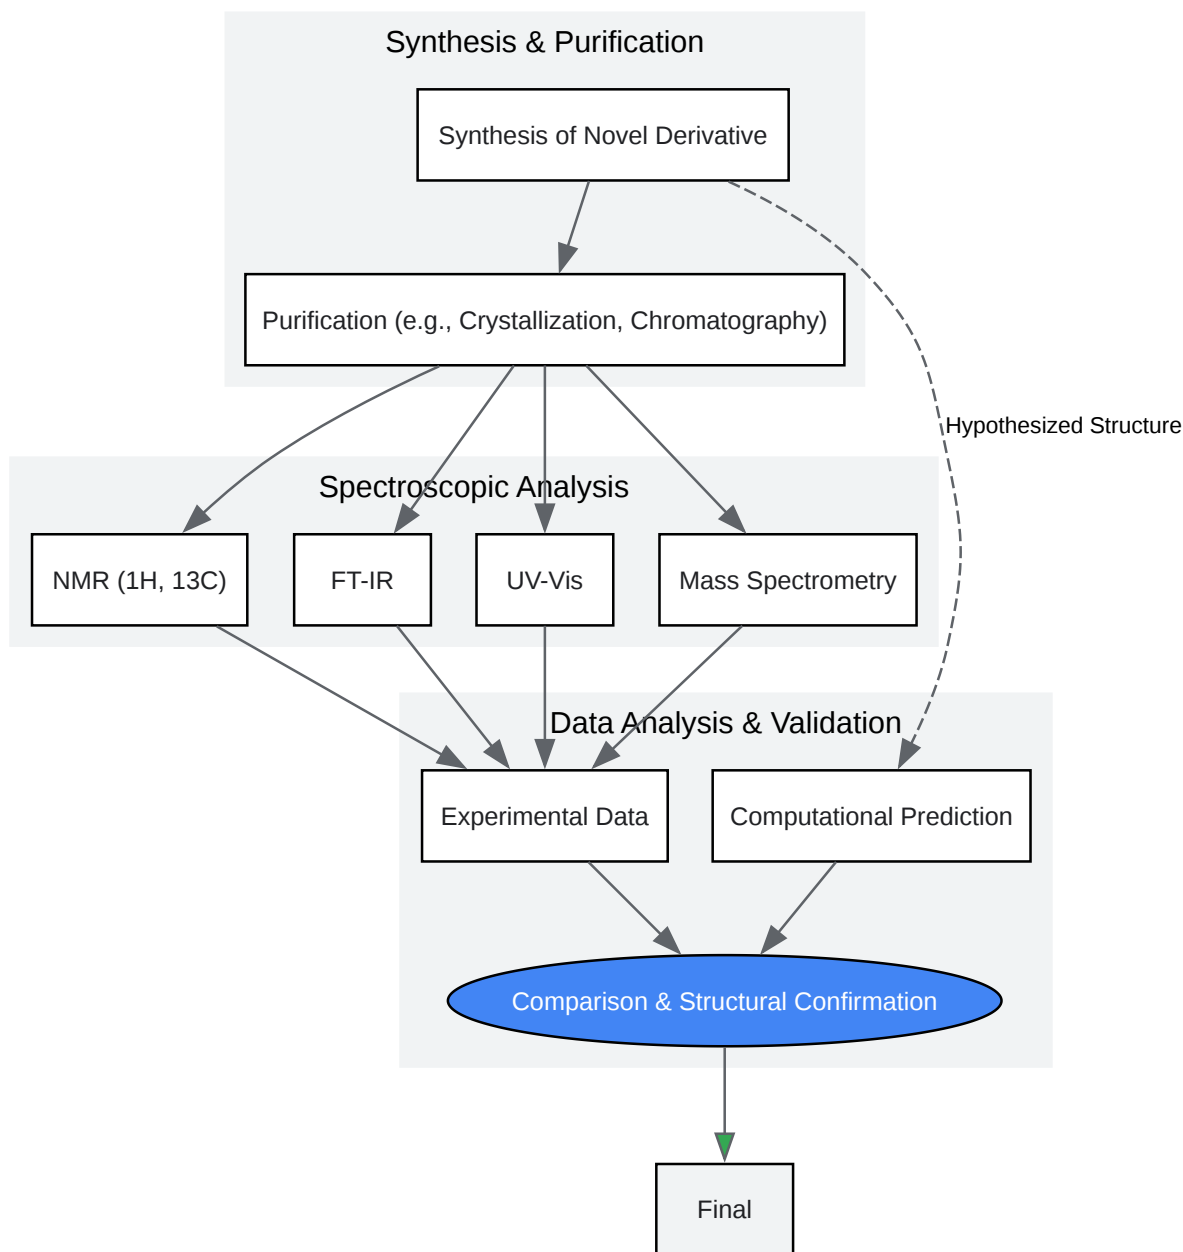 Synthesis & Purification
Synthesis of Novel Derivative
Purification (e.g., Crystallization, Chromatography)
Hypothesized Structure
Spectroscopic Analysis
NMR (1H, 13C)
FT-IR
UV-Vis
Mass Spectrometry
Data Analysis & Validation
Experimental Data
Computational Prediction
Comparison & Structural Confirmation
Final